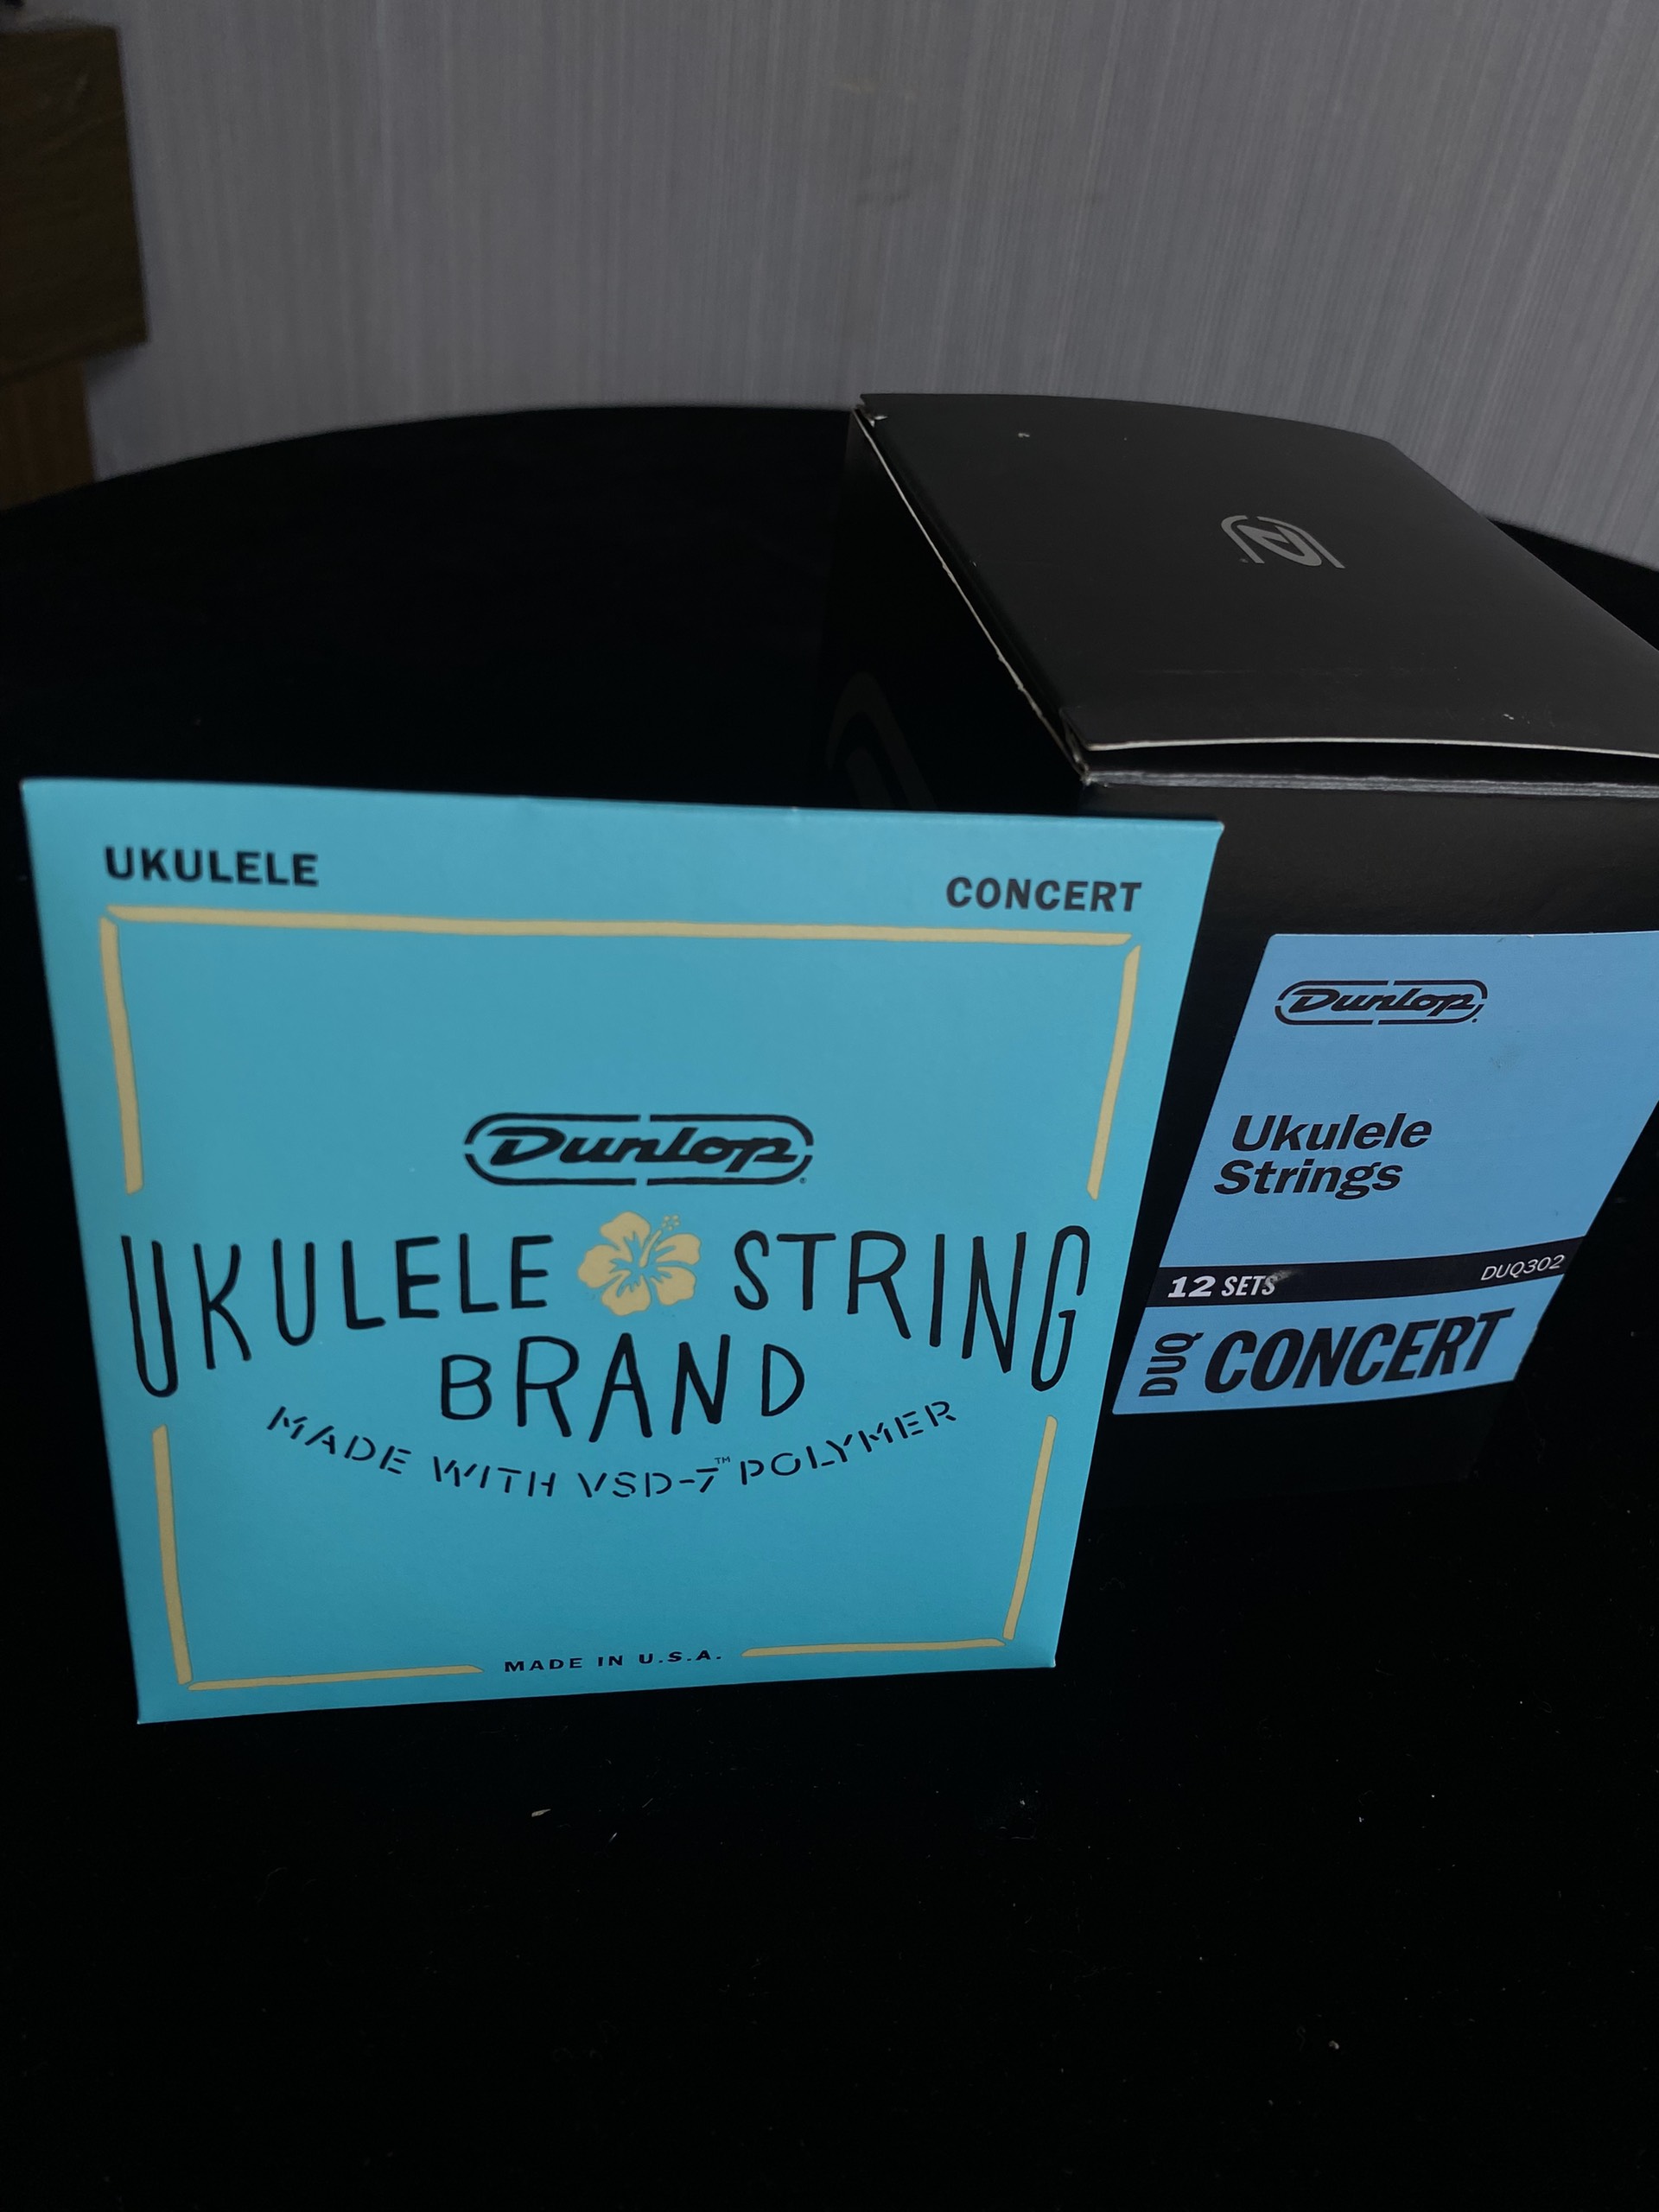 UKULELE
CONCERT
Dunlop
UKULELE STRING
BRAND
MADE WITH VSD-7™ POLYMER
MADE IN U.S.A.
Dunlop
Ukulele
Strings
12 SETS
DUQ302
DUQ CONCERT